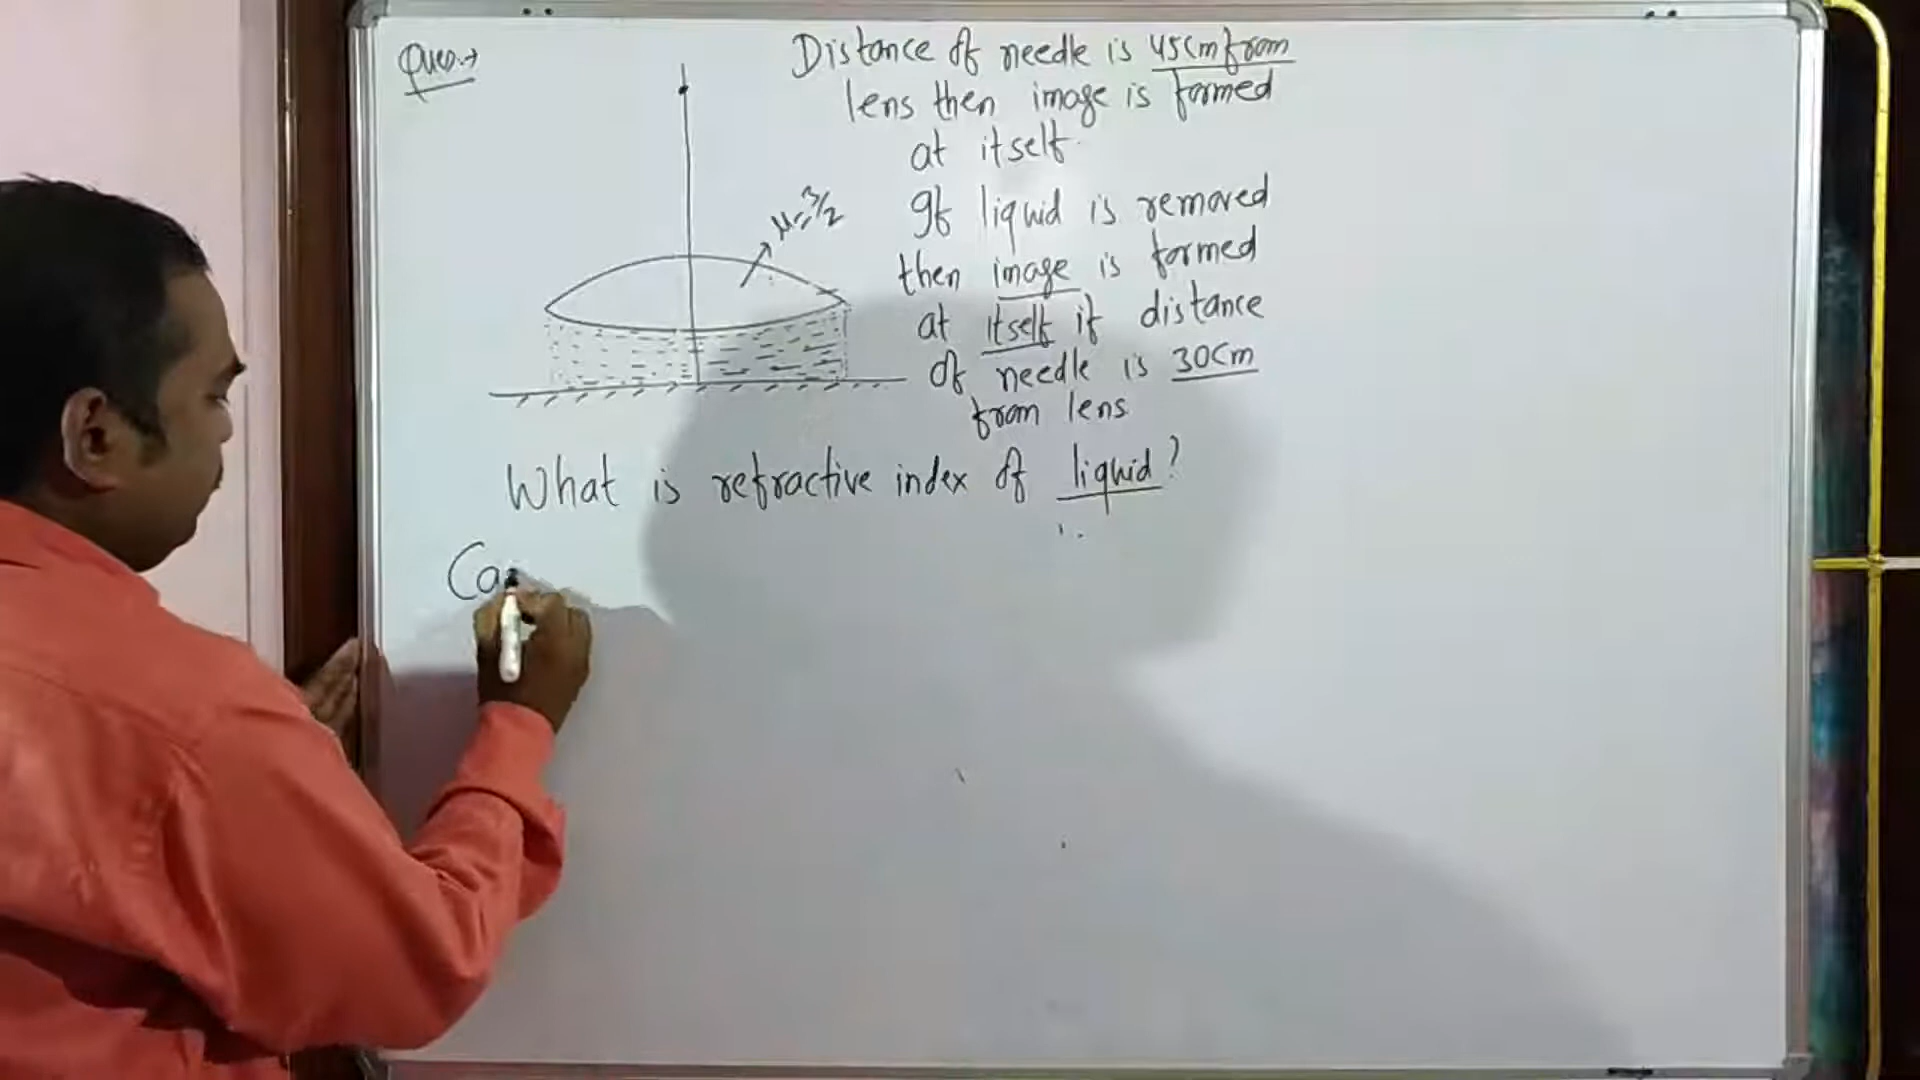 Ques.→
Distance of needle is 45cm from
lens then image is formed
at itself.
If liquid is removed
then image is formed
at itself if distance
of needle is 30cm
from lens
μ=3/2
What is refractive index of liquid?
Ca